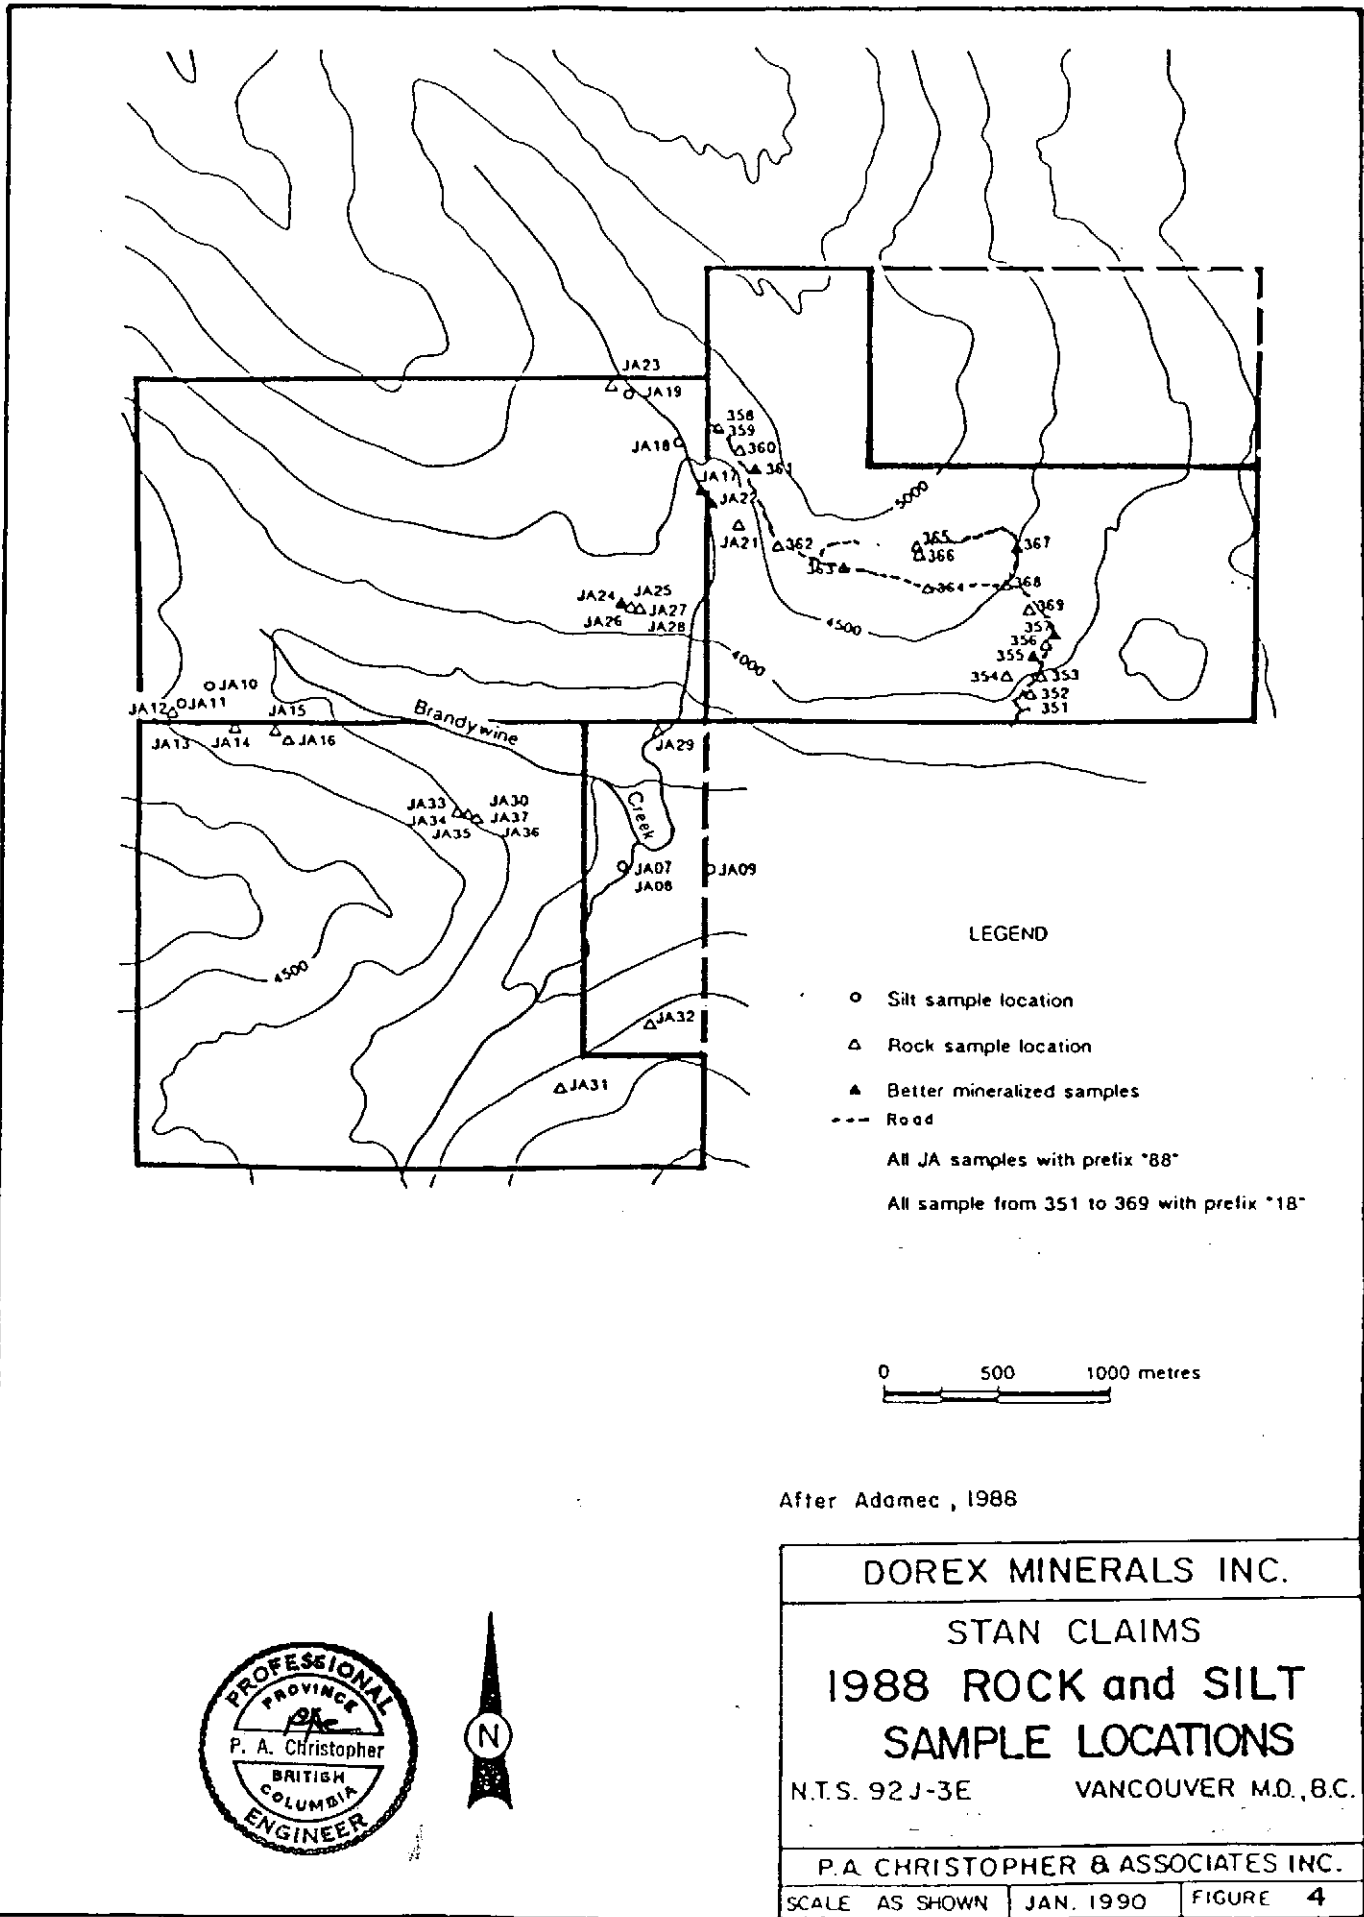 JA23
JA19
358
359
JA18
360
361
JA17
JA22
5000
JA21
362
365
366
367
363
364
368
JA24
JA25
JA27
JA26
JA28
369
4500
357
356
355
4000
354
353
352
351
JA10
JA11
JA12
JA13
JA14
JA15
JA16
Brandywine
Creek
JA29
JA33
JA30
JA34
JA37
JA35
JA36
JA07
JA08
JA09
4500
JA32
JA31
LEGEND
Silt sample location
Rock sample location
Better mineralized samples
Road
All JA samples with prefix "88"
All sample from 351 to 369 with prefix "18"
0 500 1000 metres
After Adamec, 1988
DOREX MINERALS INC.
STAN CLAIMS
1988 ROCK and SILT
SAMPLE LOCATIONS
N.T.S. 92J-3E VANCOUVER M.D., B.C.
P.A. CHRISTOPHER & ASSOCIATES INC.
SCALE AS SHOWN JAN. 1990 FIGURE 4
PROFESSIONAL
PROVINCE
P. A. Christopher
BRITISH
COLUMBIA
ENGINEER
N